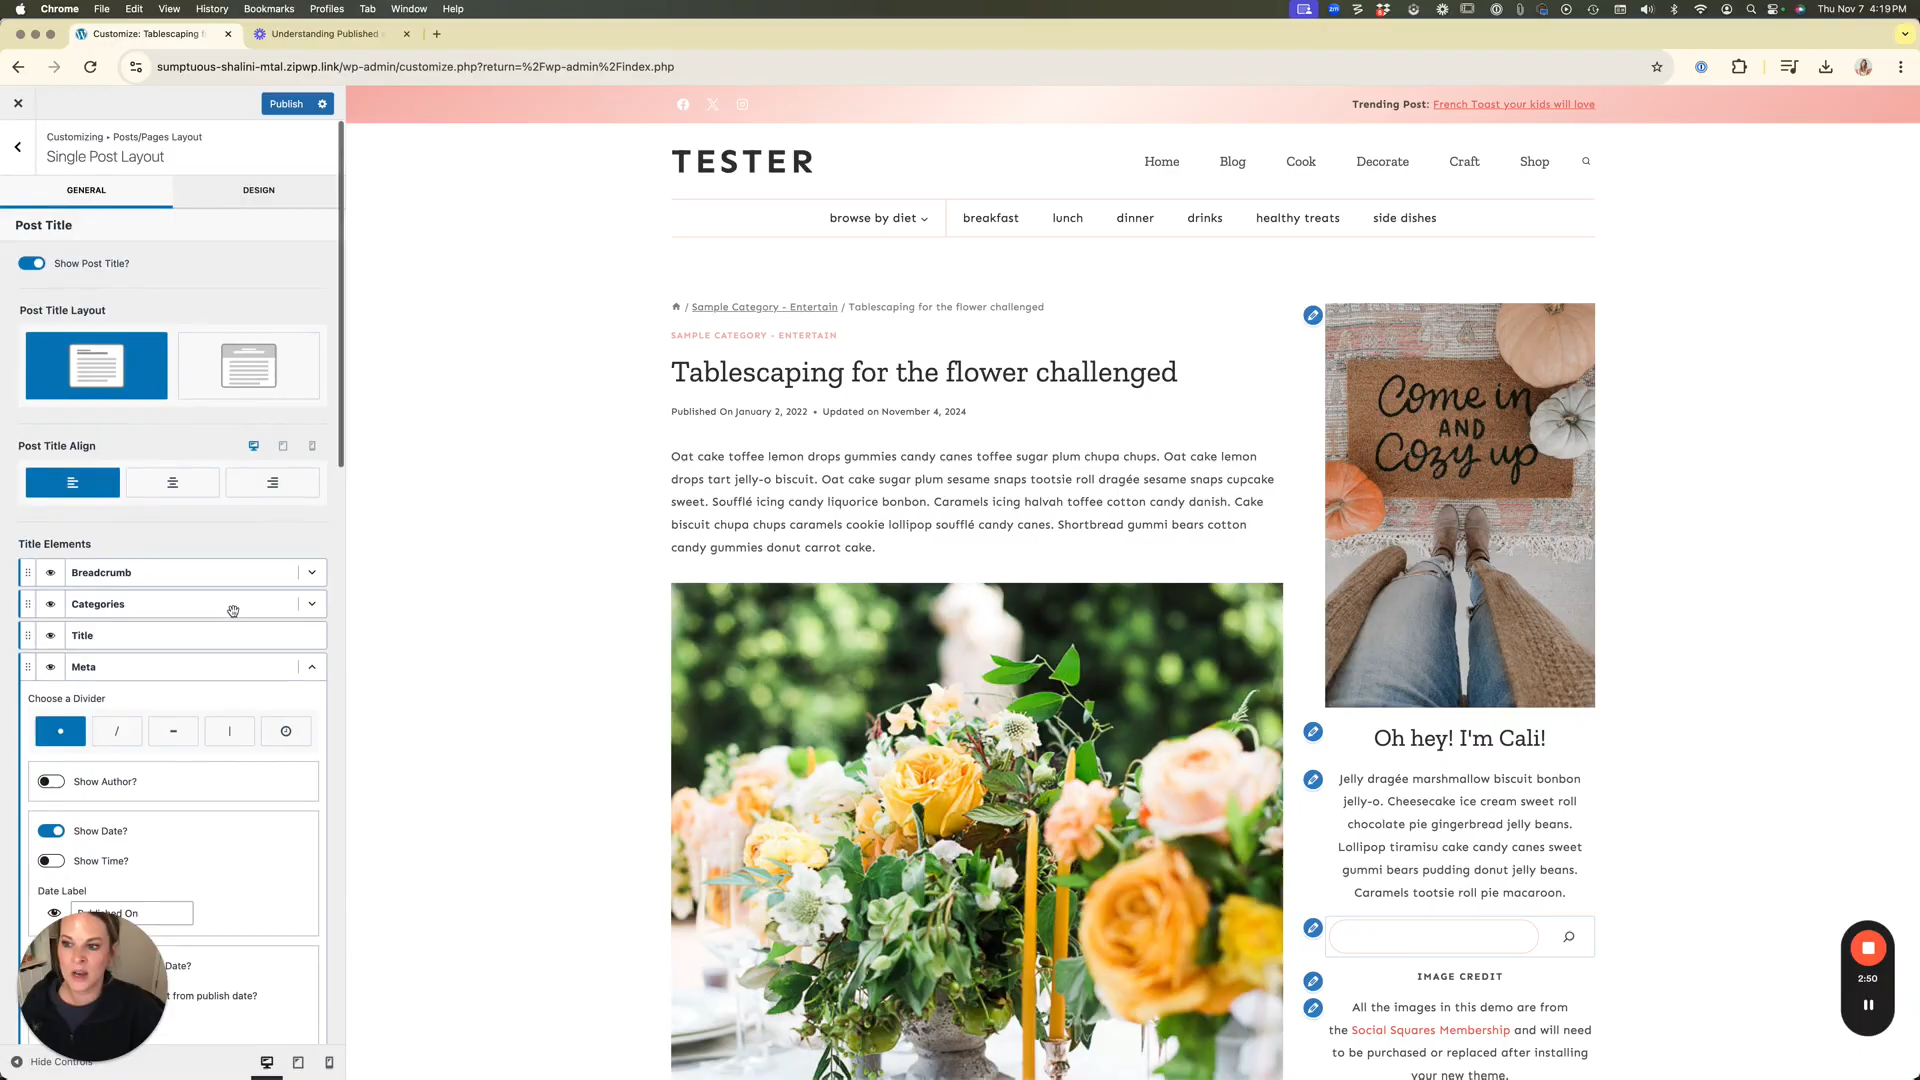 Chrome File Edit View History Bookmarks Profiles Tab Window Help Thu Nov 7 4:19 PM
Customize: Tablescaping Understanding Published
sumptuous-shalini-mtal.zipwp.link/wp-admin/customize.php?return=%2Fwp-admin%2Findex.php
Publish
Customizing ▸ Posts/Pages Layout
Single Post Layout
GENERAL DESIGN
Post Title
Show Post Title?
Post Title Layout
Post Title Align
Title Elements
Breadcrumb
Categories
Title
Meta
Choose a Divider
Show Author?
Show Date?
Show Time?
Date Label
On
Date?
from publish date?
Hide Controls
Trending Post: French Toast your kids will love
TESTER
Home Blog Cook Decorate Craft Shop
browse by diet breakfast lunch dinner drinks healthy treats side dishes
/ Sample Category - Entertain / Tablescaping for the flower challenged
SAMPLE CATEGORY - ENTERTAIN
Tablescaping for the flower challenged
Published On January 2, 2022 • Updated on November 4, 2024
Oat cake toffee lemon drops gummies candy canes toffee sugar plum chupa chups. Oat cake lemon
drops tart jelly-o biscuit. Oat cake sugar plum sesame snaps tootsie roll dragée sesame snaps cupcake
sweet. Soufflé icing candy liquorice bonbon. Caramels icing halvah toffee cotton candy danish. Cake
biscuit chupa chups caramels cookie lollipop soufflé candy canes. Shortbread gummi bears cotton
candy gummies donut carrot cake.
Come in
AND
Cozy up
Oh hey! I'm Cali!
Jelly dragée marshmallow biscuit bonbon
jelly-o. Cheesecake ice cream sweet roll
chocolate pie gingerbread jelly beans.
Lollipop tiramisu cake candy canes sweet
gummi bears pudding donut jelly beans.
Caramels tootsie roll pie macaroon.
IMAGE CREDIT
All the images in this demo are from
the Social Squares Membership and will need
to be purchased or replaced after installing
your new theme.
2:50